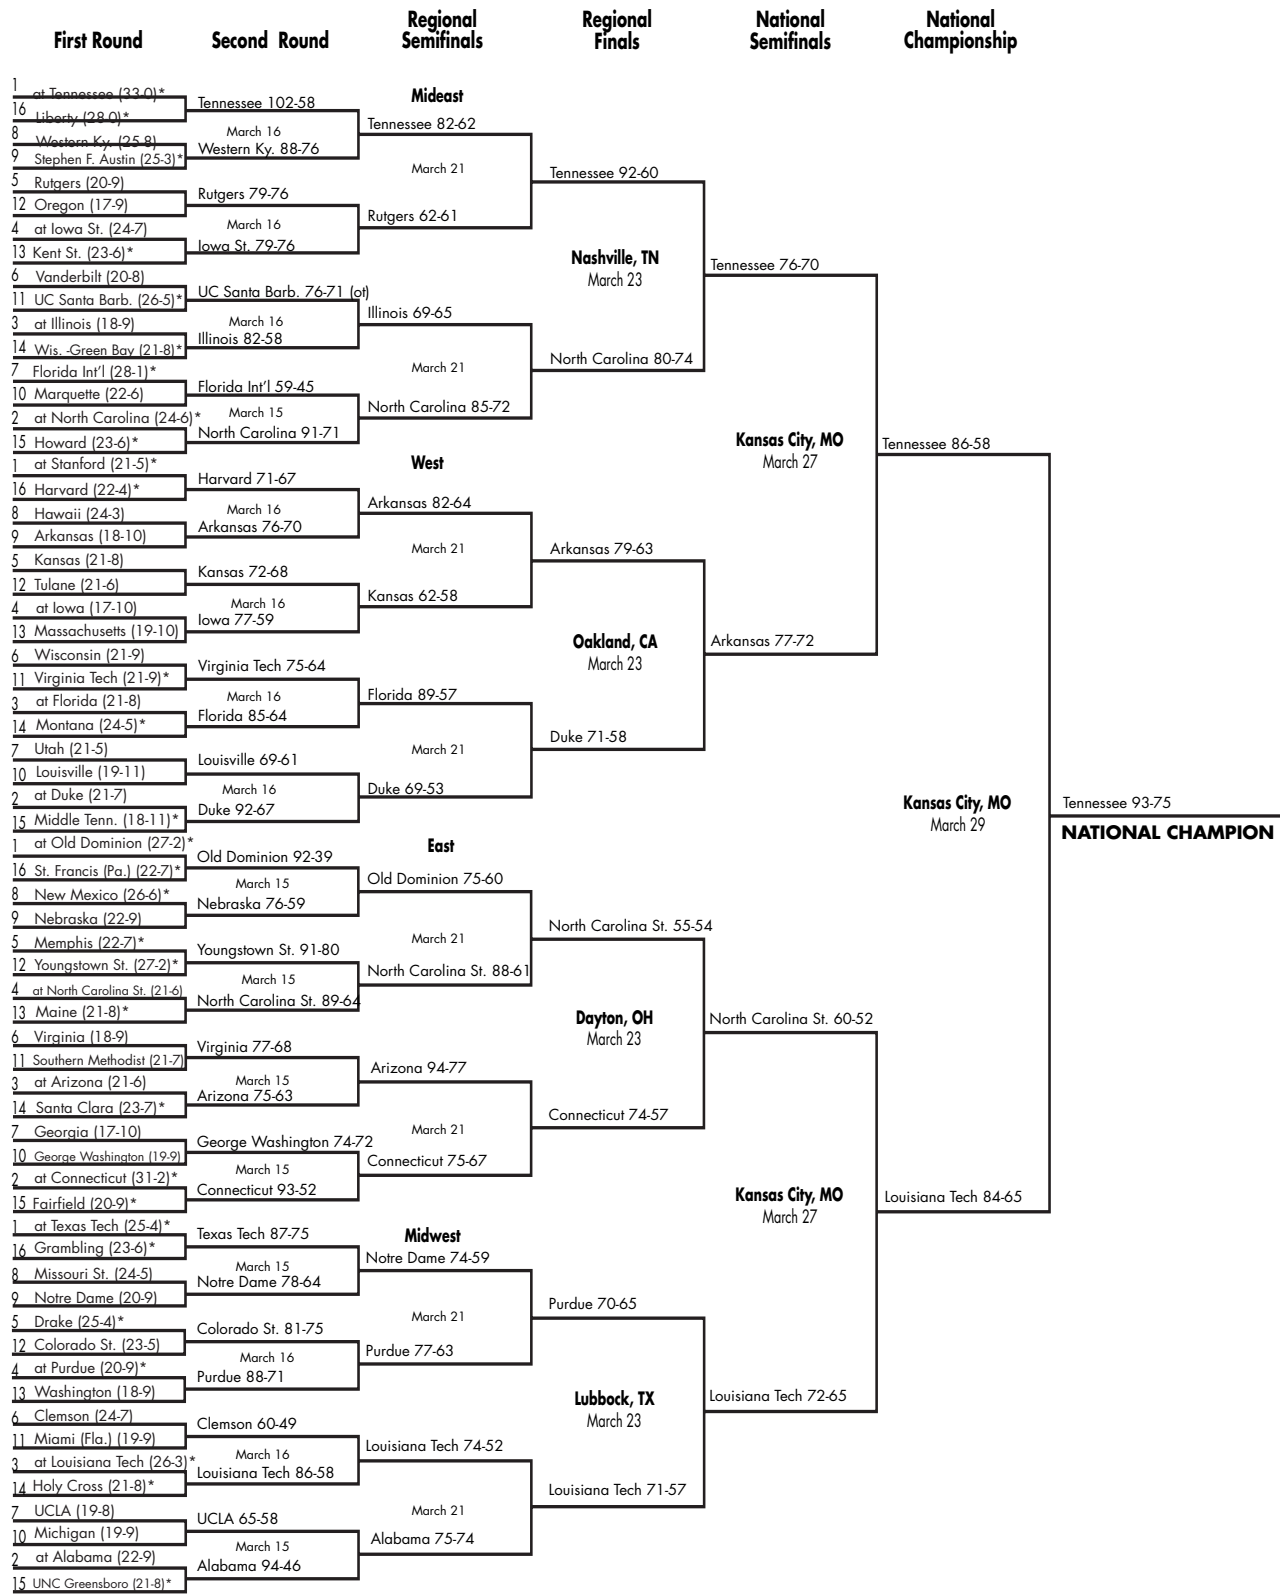 First Round
Second Round
Regional
Semifinals
Regional
Finals
National
Semifinals
National
Championship
1 at Tennessee (33-0)*
16 Liberty (28-0)*
8 Western Ky. (25-8)
9 Stephen F. Austin (25-3)*
5 Rutgers (20-9)
12 Oregon (17-9)
4 at Iowa St. (24-7)
13 Kent St. (23-6)*
6 Vanderbilt (20-8)
11 UC Santa Barb. (26-5)*
3 at Illinois (18-9)
14 Wis. -Green Bay (21-8)*
7 Florida Int'l (28-1)*
10 Marquette (22-6)
2 at North Carolina (24-6)*
15 Howard (23-6)*
1 at Stanford (21-5)*
16 Harvard (22-4)*
8 Hawaii (24-3)
9 Arkansas (18-10)
5 Kansas (21-8)
12 Tulane (21-6)
4 at Iowa (17-10)
13 Massachusetts (19-10)
6 Wisconsin (21-9)
11 Virginia Tech (21-9)*
3 at Florida (21-8)
14 Montana (24-5)*
7 Utah (21-5)
10 Louisville (19-11)
2 at Duke (21-7)
15 Middle Tenn. (18-11)*
1 at Old Dominion (27-2)*
16 St. Francis (Pa.) (22-7)*
8 New Mexico (26-6)*
9 Nebraska (22-9)
5 Memphis (22-7)*
12 Youngstown St. (27-2)*
4 at North Carolina St. (21-6)
13 Maine (21-8)*
6 Virginia (18-9)
11 Southern Methodist (21-7)
3 at Arizona (21-6)
14 Santa Clara (23-7)*
7 Georgia (17-10)
10 George Washington (19-9)
2 at Connecticut (31-2)*
15 Fairfield (20-9)*
1 at Texas Tech (25-4)*
16 Grambling (23-6)*
8 Missouri St. (24-5)
9 Notre Dame (20-9)
5 Drake (25-4)*
12 Colorado St. (23-5)
4 at Purdue (20-9)*
13 Washington (18-9)
6 Clemson (24-7)
11 Miami (Fla.) (19-9)
3 at Louisiana Tech (26-3)*
14 Holy Cross (21-8)*
7 UCLA (19-8)
10 Michigan (19-9)
2 at Alabama (22-9)
15 UNC Greensboro (21-8)*
Tennessee 102-58
March 16
Western Ky. 88-76
Rutgers 79-76
March 16
Iowa St. 79-76
UC Santa Barb. 76-71 (ot)
March 16
Illinois 82-58
Florida Int'l 59-45
March 15
North Carolina 91-71
Harvard 71-67
March 16
Arkansas 76-70
Kansas 72-68
March 16
Iowa 77-59
Virginia Tech 75-64
March 16
Florida 85-64
Louisville 69-61
March 16
Duke 92-67
Old Dominion 92-39
March 15
Nebraska 76-59
Youngstown St. 91-80
March 15
North Carolina St. 89-64
Virginia 77-68
March 15
Arizona 75-63
George Washington 74-72
March 15
Connecticut 93-52
Texas Tech 87-75
March 15
Notre Dame 78-64
Colorado St. 81-75
March 16
Purdue 88-71
Clemson 60-49
March 16
Louisiana Tech 86-58
UCLA 65-58
March 15
Alabama 94-46
Mideast
Tennessee 82-62
March 21
Rutgers 62-61
Illinois 69-65
March 21
North Carolina 85-72
West
Arkansas 82-64
March 21
Kansas 62-58
Florida 89-57
March 21
Duke 69-53
East
Old Dominion 75-60
March 21
North Carolina St. 88-61
Arizona 94-77
March 21
Connecticut 75-67
Midwest
Notre Dame 74-59
March 21
Purdue 77-63
Louisiana Tech 74-52
March 21
Alabama 75-74
Tennessee 92-60
Nashville, TN
March 23
North Carolina 80-74
Arkansas 79-63
Oakland, CA
March 23
Duke 71-58
North Carolina St. 55-54
Dayton, OH
March 23
Connecticut 74-57
Purdue 70-65
Lubbock, TX
March 23
Louisiana Tech 71-57
Tennessee 76-70
Kansas City, MO
March 27
Arkansas 77-72
North Carolina St. 60-52
Kansas City, MO
March 27
Louisiana Tech 72-65
Tennessee 86-58
Kansas City, MO
March 29
Louisiana Tech 84-65
Tennessee 93-75
NATIONAL CHAMPION